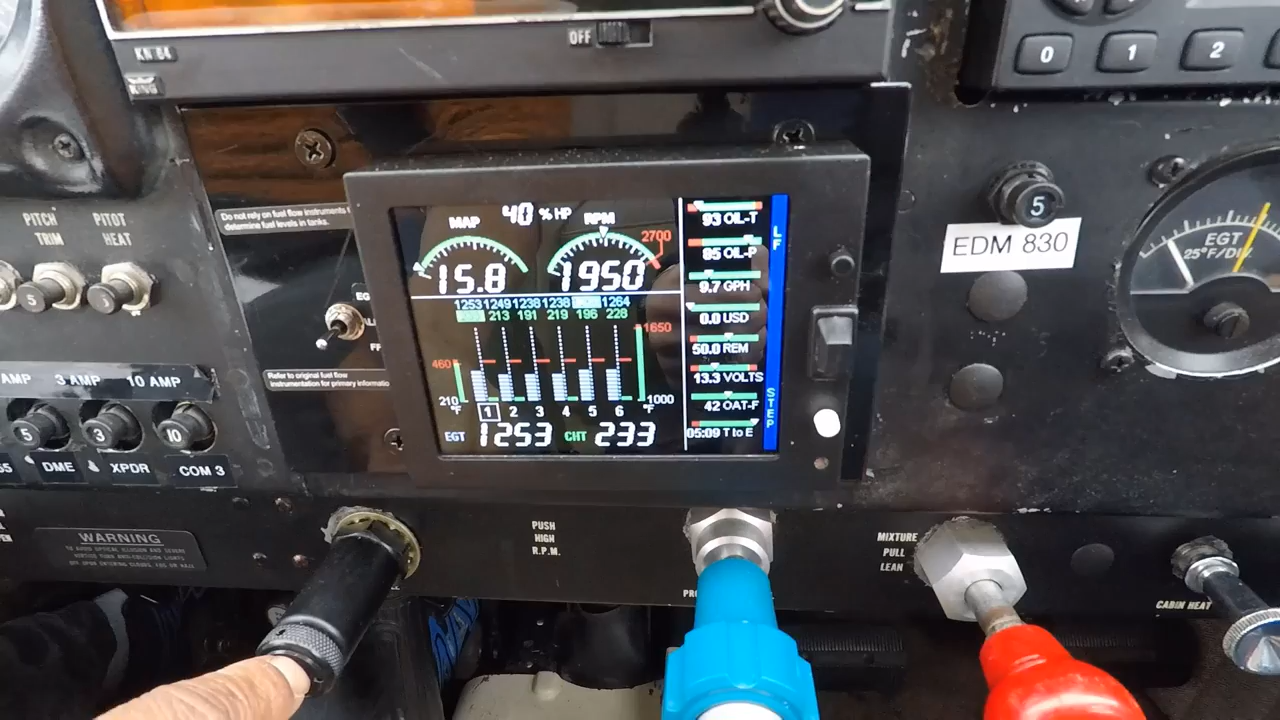 OFF
KN 64
KING
0 1 2
PITCH TRIM
PITOT HEAT
5
5
Do not rely on fuel flow instruments
determine fuel levels in tanks.
MAP
40 % HP
RPM
2700
15.8
1950
1253 1249 1238 1238 1264
213 191 219 196 228
1650
460
210 °F
1000 °F
1 2 3 4 5 6
EGT 1253 CHT 233
93 OIL-T
85 OIL-P
9.7 GPH
0.0 USD
50.0 REM
13.3 VOLTS
42 OAT-F
05:09 T to E
LF
STEP
5
EDM 830
EGT
25°F/DIV.
Refer to original fuel flow
instrumentation for primary informatio
AMP 3 AMP 10 AMP
5 3 10
DME XPDR COM 3
WARNING
PUSH
HIGH
R.P.M.
MIXTURE
PULL
LEAN
CABIN HEAT